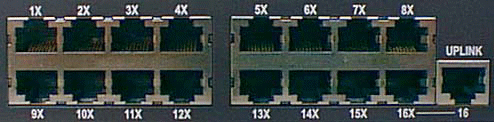 1X 2X 3X 4X 5X 6X 7X 8X
UPLINK
9X 10X 11X 12X 13X 14X 15X 16X 16